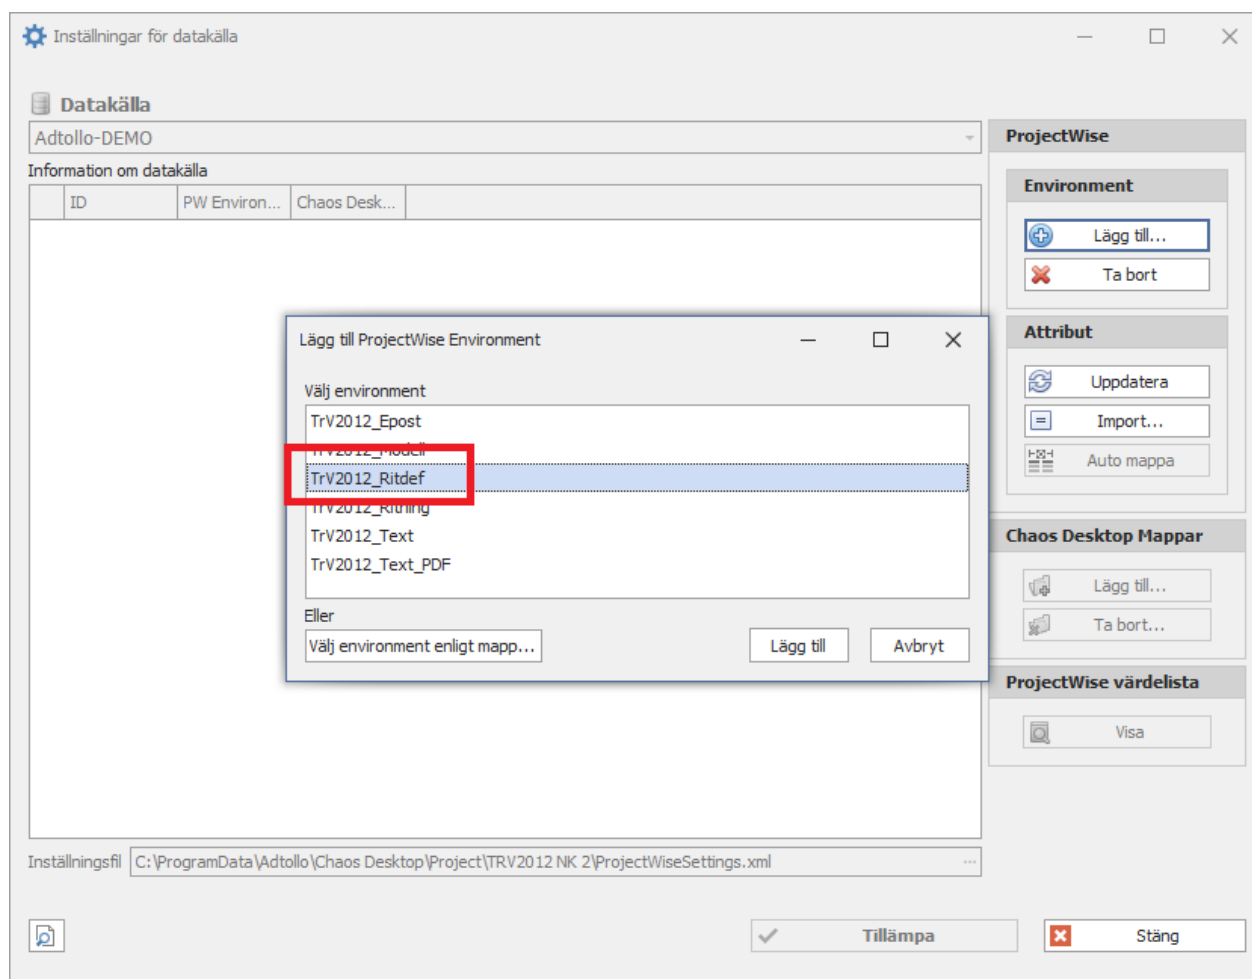 Inställningar för datakälla
Datakälla
Adtollo-DEMO
Information om datakälla
ID PW Environ... Chaos Desk...
ProjectWise
Environment
Lägg till...
Ta bort
Attribut
Uppdatera
Import...
Auto mappa
Chaos Desktop Mappar
Lägg till...
Ta bort...
ProjectWise värdelista
Visa
Lägg till ProjectWise Environment
Välj environment
TrV2012_Epost
TrV2012_Modell
TrV2012_Ritdef
TrV2012_Ritning
TrV2012_Text
TrV2012_Text_PDF
Eller
Välj environment enligt mapp...
Lägg till
Avbryt
Inställningsfil C:\ProgramData\Adtollo\Chaos Desktop\Project\TRV2012 NK 2\ProjectWiseSettings.xml ...
Tillämpa
Stäng